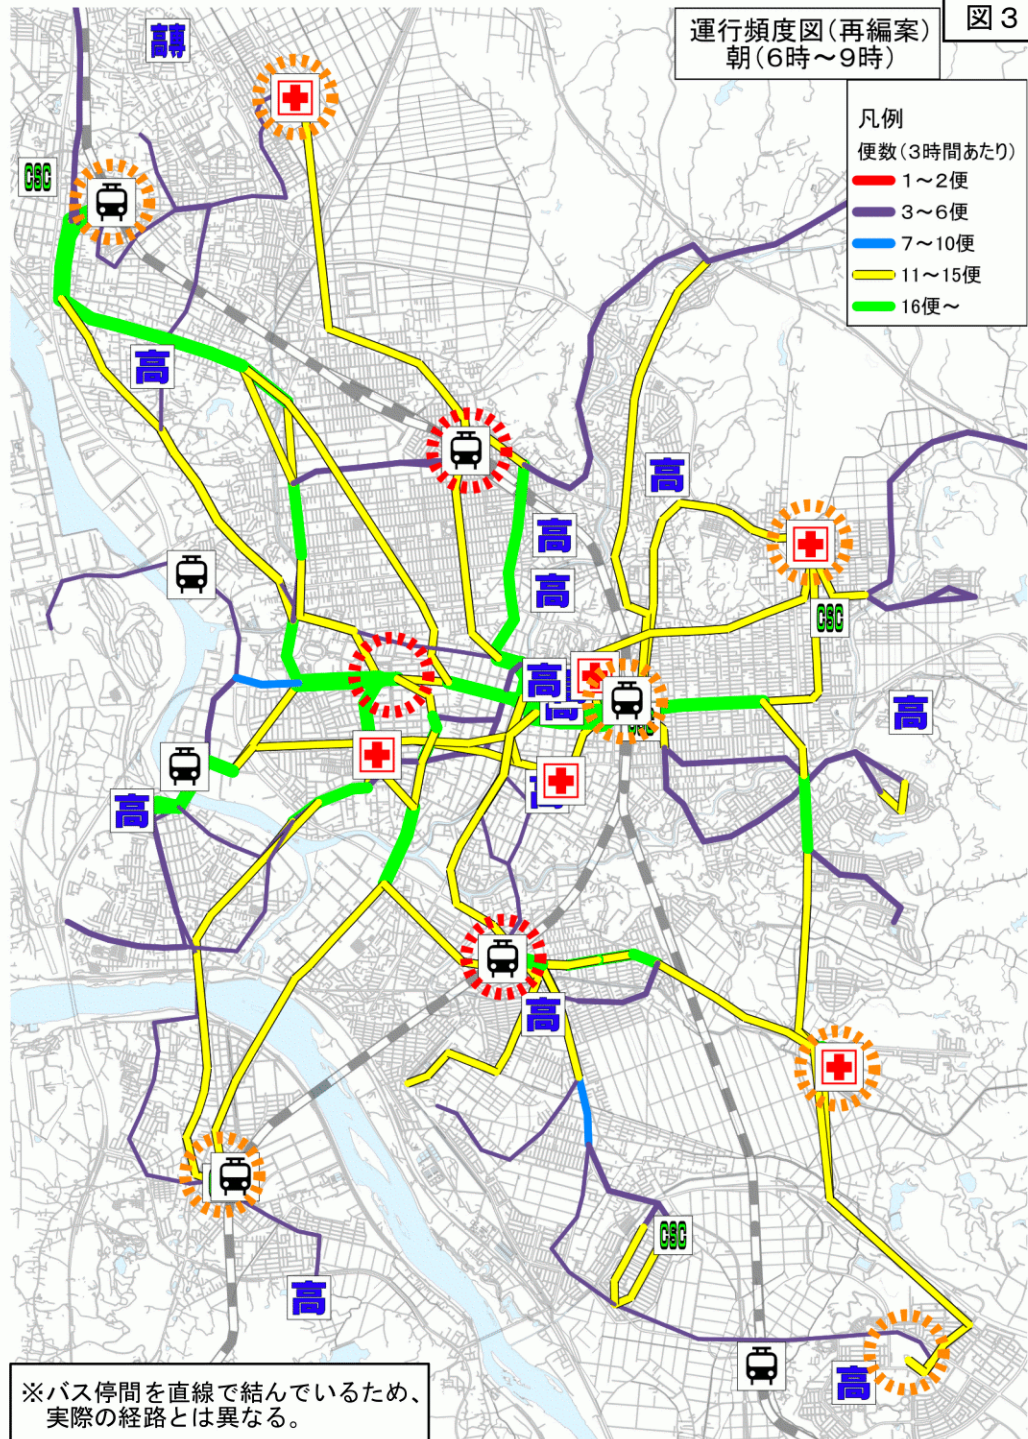 図３
運行頻度図(再編案)
朝(6時～9時)
凡例
便数(3時間あたり)
1～2便
3～6便
7～10便
11～15便
16便～
高専
CSC
高
高
高
高
CSC
高
高
高
高
高
高
CSC
高
高
※バス停間を直線で結んでいるため、
実際の経路とは異なる。